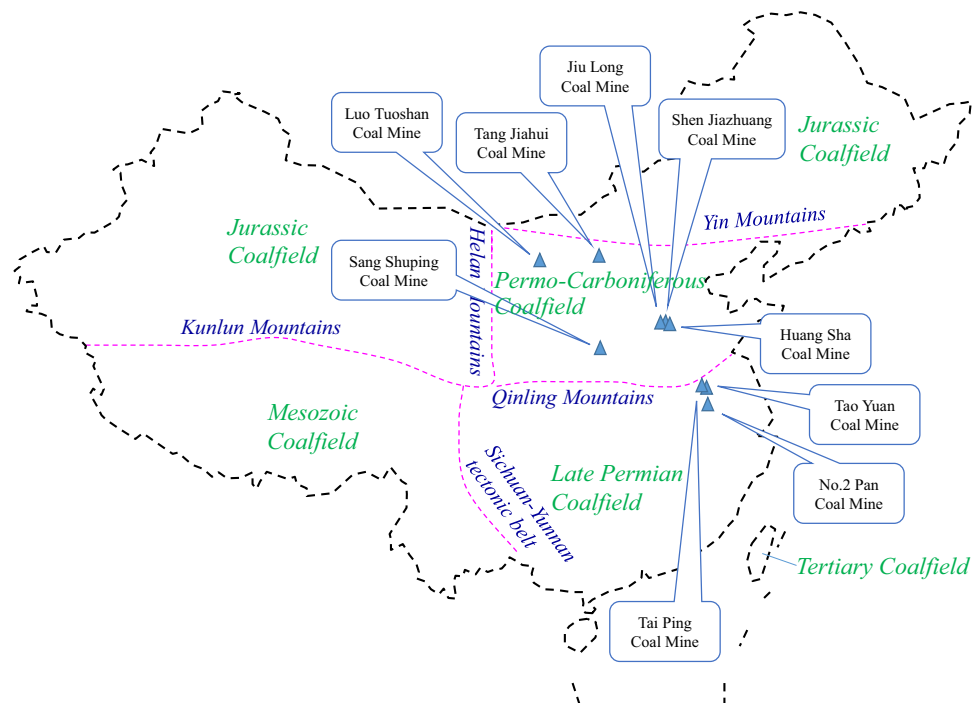 Jiu Long
Coal Mine
Luo Tuoshan
Coal Mine
Tang Jiahui
Coal Mine
Shen Jiazhuang
Coal Mine
Jurassic
Coalfield
Yin Mountains
Jurassic
Coalfield
Helan Mountains
Sang Shuping
Coal Mine
Permo-Carboniferous
Coalfield
Kunlun Mountains
Huang Sha
Coal Mine
Qinling Mountains
Mesozoic
Coalfield
Tao Yuan
Coal Mine
Late Permian
Coalfield
Sichuan-Yunnan
tectonic belt
No.2 Pan
Coal Mine
Tertiary Coalfield
Tai Ping
Coal Mine